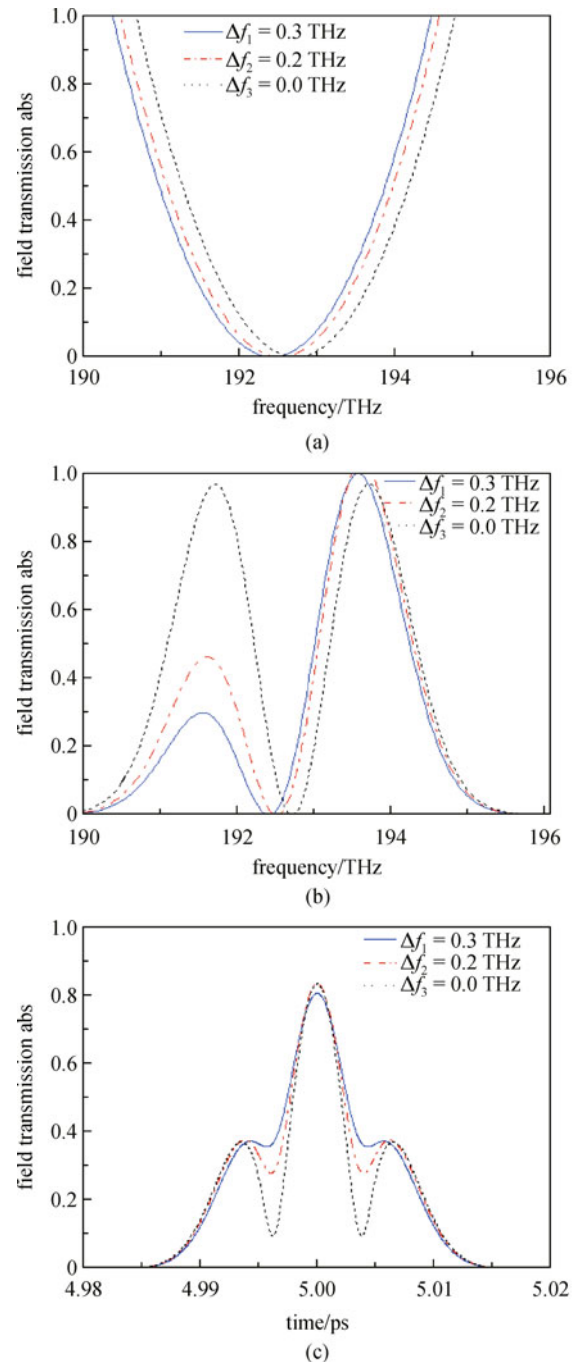 1.0
0.8
0.6
0.4
0.2
0
field transmission abs
Δf₁ = 0.3 THz
Δf₂ = 0.2 THz
Δf₃ = 0.0 THz
190 192 194 196
frequency/THz
(a)
1.0
0.8
0.6
0.4
0.2
0
field transmission abs
Δf₁ = 0.3 THz
Δf₂ = 0.2 THz
Δf₃ = 0.0 THz
190 192 194 196
frequency/THz
(b)
1.0
0.8
0.6
0.4
0.2
0
field transmission abs
Δf₁ = 0.3 THz
Δf₂ = 0.2 THz
Δf₃ = 0.0 THz
4.98 4.99 5.00 5.01 5.02
time/ps
(c)